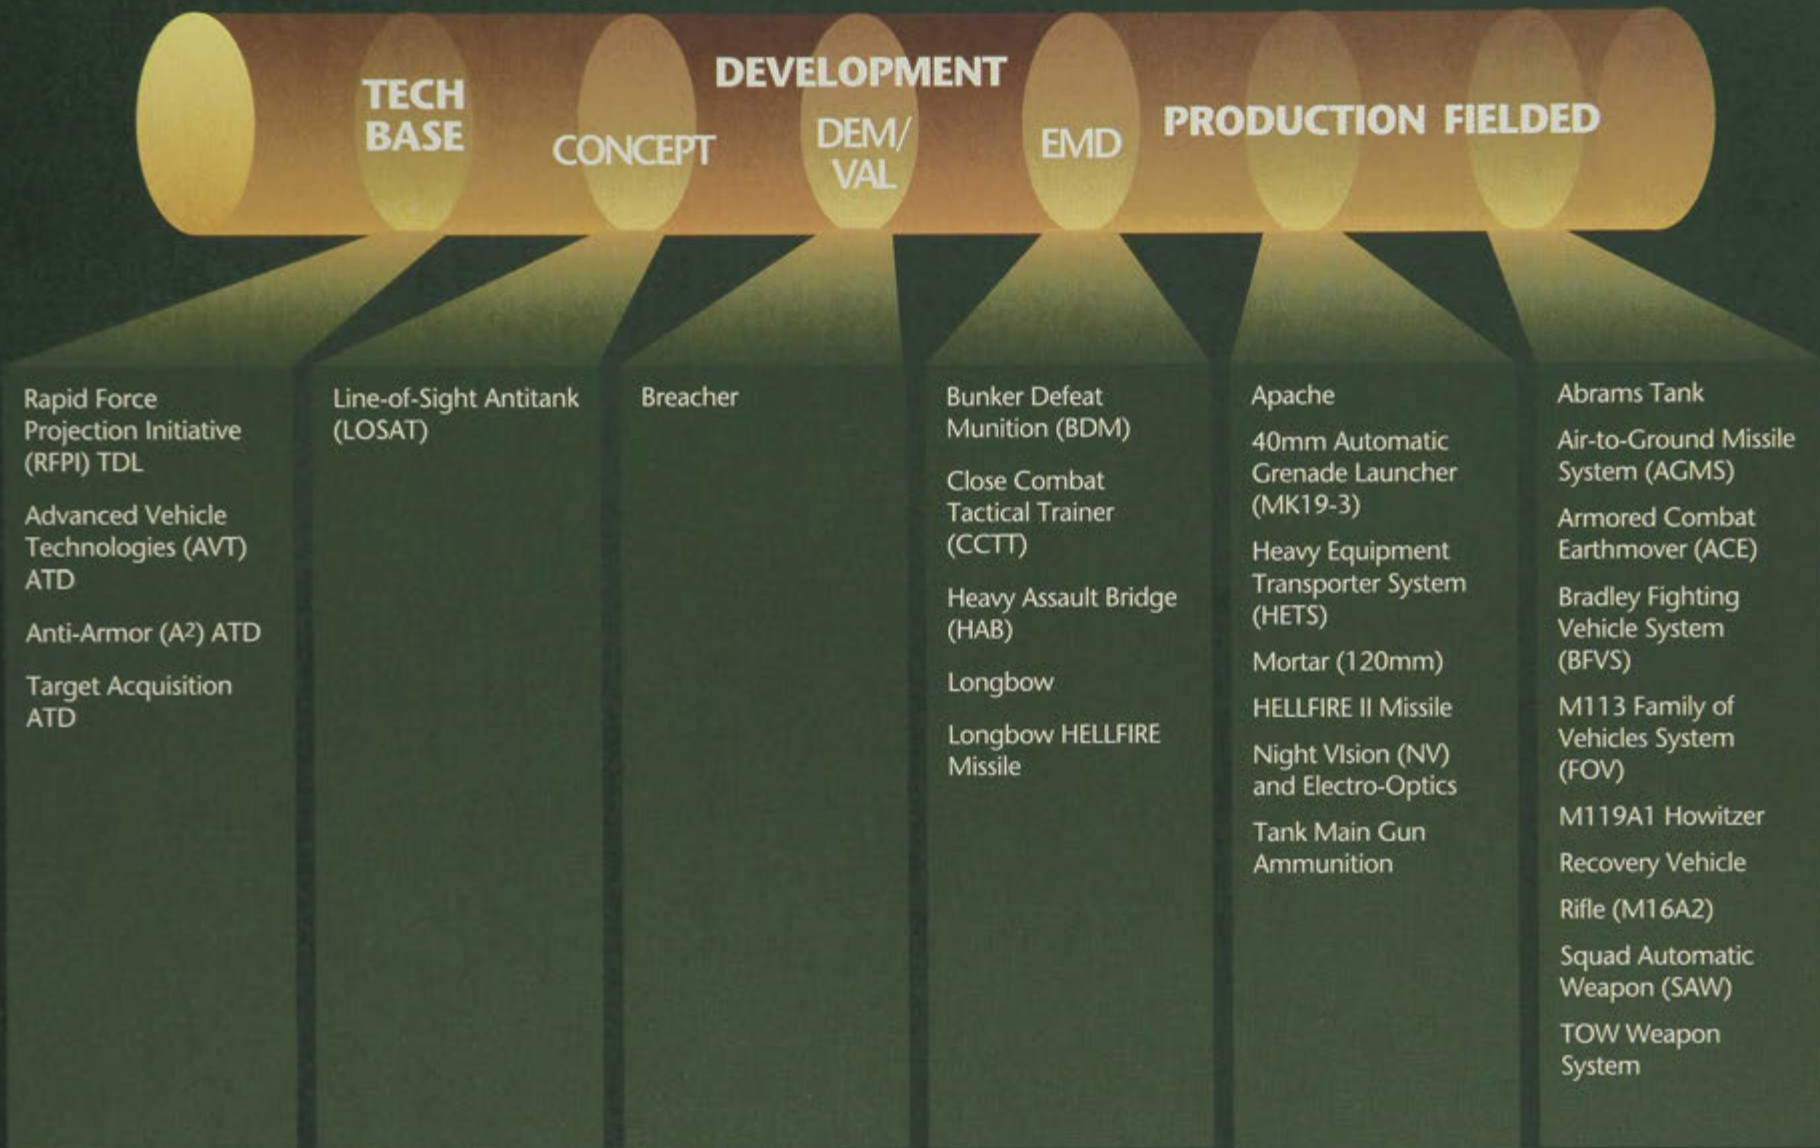 TECH
BASE
DEVELOPMENT
CONCEPT
DEM/
VAL
EMD
PRODUCTION
FIELDED
Rapid Force
Projection Initiative
(RFPI) TDL
Advanced Vehicle
Technologies (AVT)
ATD
Anti-Armor (A²) ATD
Target Acquisition
ATD
Line-of-Sight Antitank
(LOSAT)
Breacher
Bunker Defeat
Munition (BDM)
Close Combat
Tactical Trainer
(CCTT)
Heavy Assault Bridge
(HAB)
Longbow
Longbow HELLFIRE
Missile
Apache
40mm Automatic
Grenade Launcher
(MK19-3)
Heavy Equipment
Transporter System
(HETS)
Mortar (120mm)
HELLFIRE II Missile
Night VIsion (NV)
and Electro-Optics
Tank Main Gun
Ammunition
Abrams Tank
Air-to-Ground Missile
System (AGMS)
Armored Combat
Earthmover (ACE)
Bradley Fighting
Vehicle System
(BFVS)
M113 Family of
Vehicles System
(FOV)
M119A1 Howitzer
Recovery Vehicle
Rifle (M16A2)
Squad Automatic
Weapon (SAW)
TOW Weapon
System